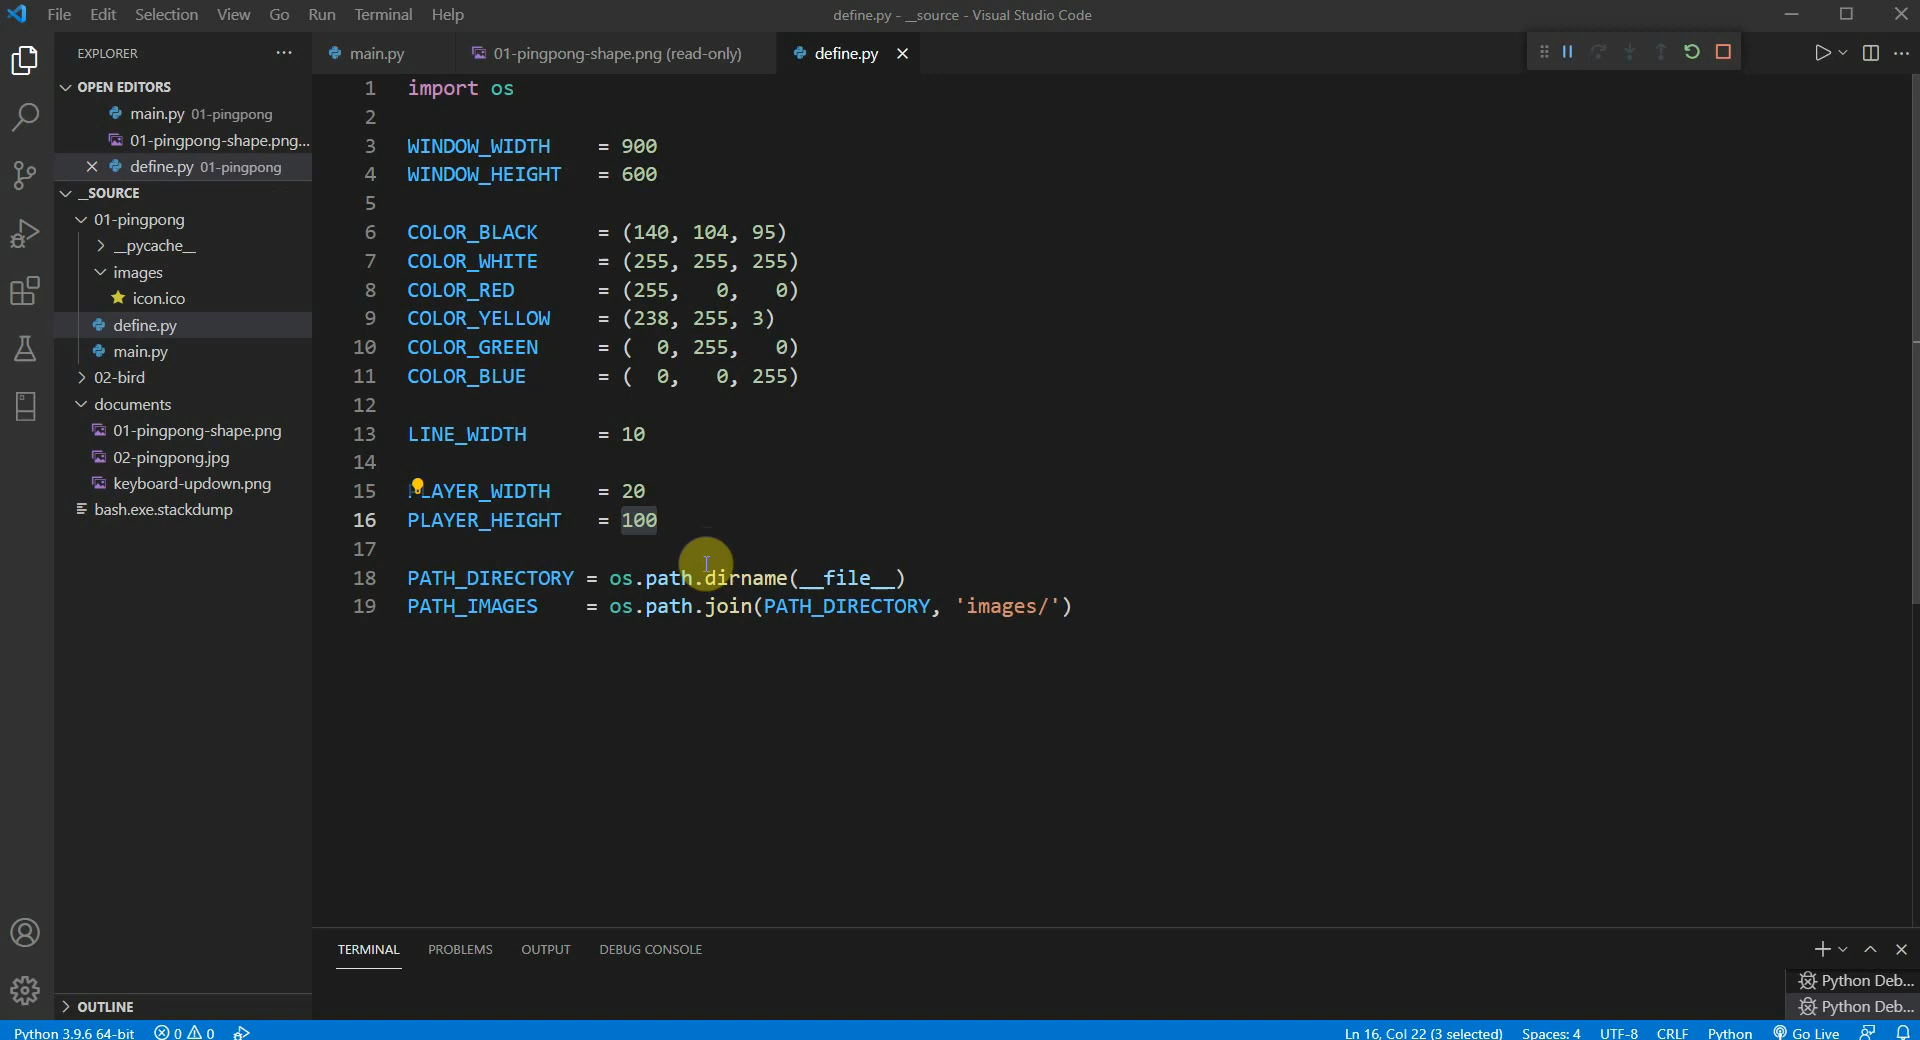 File Edit Selection View Go Run Terminal Help
define.py - __source - Visual Studio Code
EXPLORER
OPEN EDITORS
main.py 01-pingpong
01-pingpong-shape.png...
define.py 01-pingpong
_SOURCE
01-pingpong
__pycache__
images
icon.ico
define.py
main.py
02-bird
documents
01-pingpong-shape.png
02-pingpong.jpg
keyboard-updown.png
bash.exe.stackdump
OUTLINE
main.py
01-pingpong-shape.png (read-only)
define.py
1 import os
2
3 WINDOW_WIDTH = 900
4 WINDOW_HEIGHT = 600
5
6 COLOR_BLACK = (140, 104, 95)
7 COLOR_WHITE = (255, 255, 255)
8 COLOR_RED = (255, 0, 0)
9 COLOR_YELLOW = (238, 255, 3)
10 COLOR_GREEN = ( 0, 255, 0)
11 COLOR_BLUE = ( 0, 0, 255)
12
13 LINE_WIDTH = 10
14
15 PLAYER_WIDTH = 20
16 PLAYER_HEIGHT = 100
17
18 PATH_DIRECTORY = os.path.dirname(__file__)
19 PATH_IMAGES = os.path.join(PATH_DIRECTORY, 'images/')
TERMINAL PROBLEMS OUTPUT DEBUG CONSOLE
Python Deb...
Python Deb...
Python 3.9.6 64-bit 0 0
Ln 16, Col 22 (3 selected) Spaces: 4 UTF-8 CRLF Python Go Live